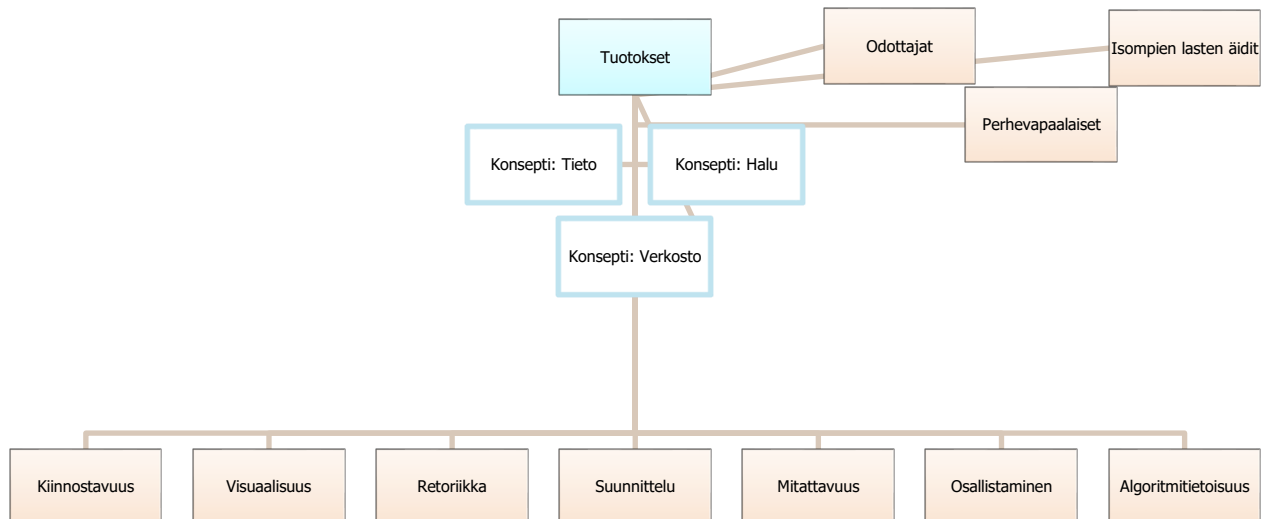 Tuotokset
Odottajat
Isompien lasten äidit
Perhevapaalaiset
Konsepti: Tieto
Konsepti: Halu
Konsepti: Verkosto
Kiinnostavuus
Visuaalisuus
Retoriikka
Suunnittelu
Mitattavuus
Osallistaminen
Algoritmitietoisuus